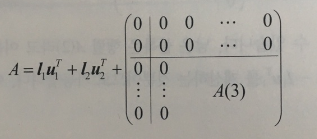 0 0 0 ⋯ 0
0 0 0 ⋯ 0
A = l₁u₁ᵀ + l₂u₂ᵀ + 0 0
⋮ ⋮ A(3)
0 0